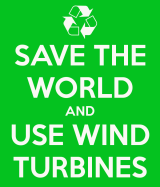 SAVE THE
WORLD
AND
USE WIND
TURBINES